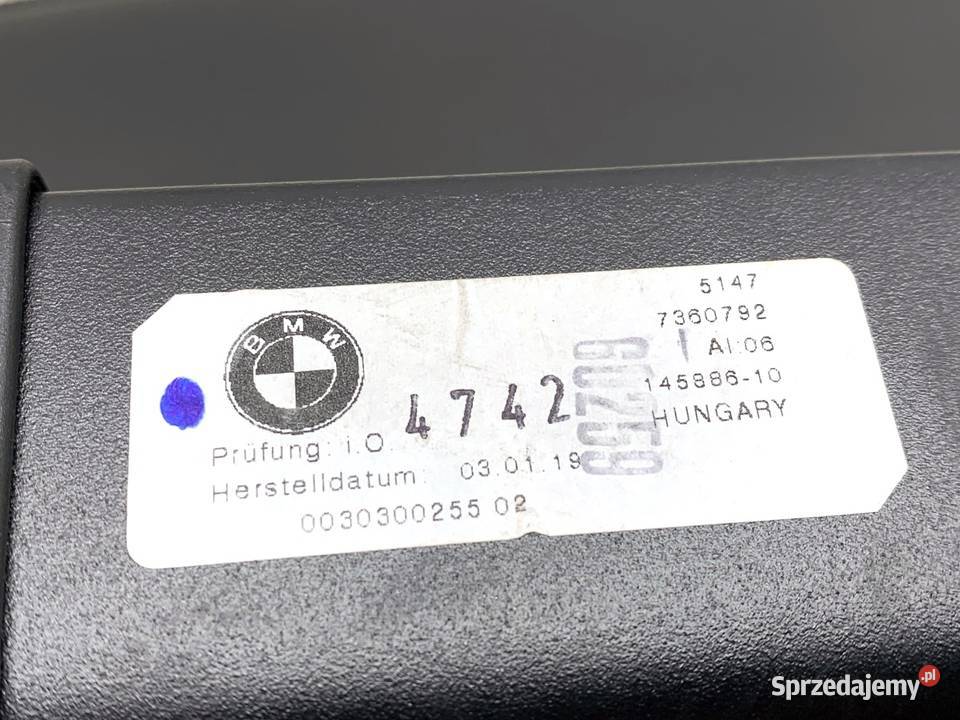 5147
7360792
AI:06
145886-10
HUNGARY
BMW
4742
Prüfung: i.O.
Herstelldatum: 03.01.19
0030300255 02
Sprzedajemy.pl